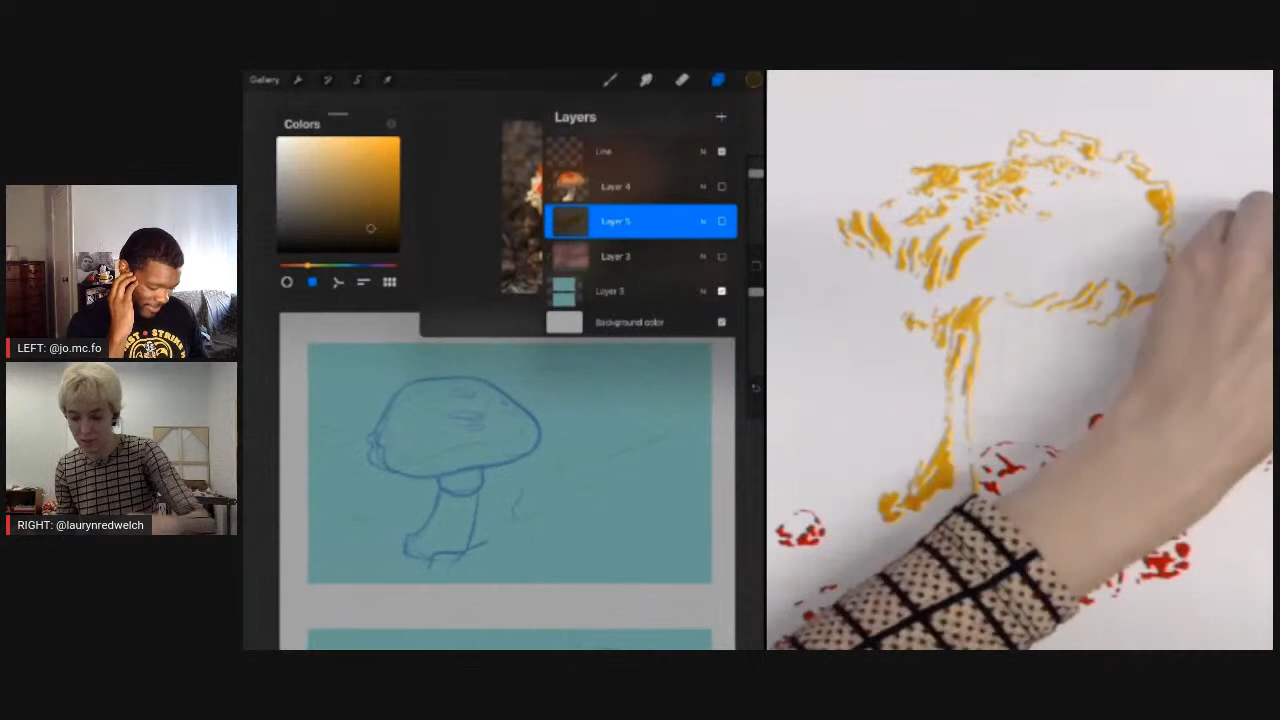 Gallery
Colors
Layers
Line
N
Layer 4
N
Layer 5
N
Layer 3
N
Layer 3
N
Background color
LEFT: @jo.mc.fo
RIGHT: @laurynredwelch